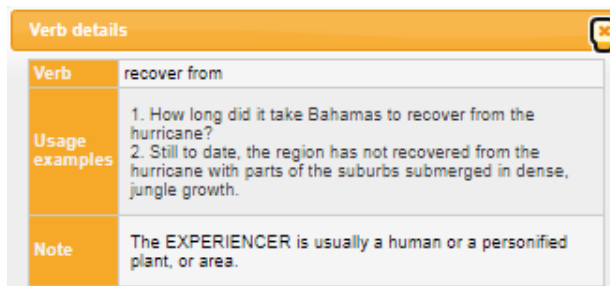 Verb details
Verb
recover from
Usage
examples
1. How long did it take Bahamas to recover from the
hurricane?
2. Still to date, the region has not recovered from the
hurricane with parts of the suburbs submerged in dense,
jungle growth.
Note
The EXPERIENCER is usually a human or a personified
plant, or area.